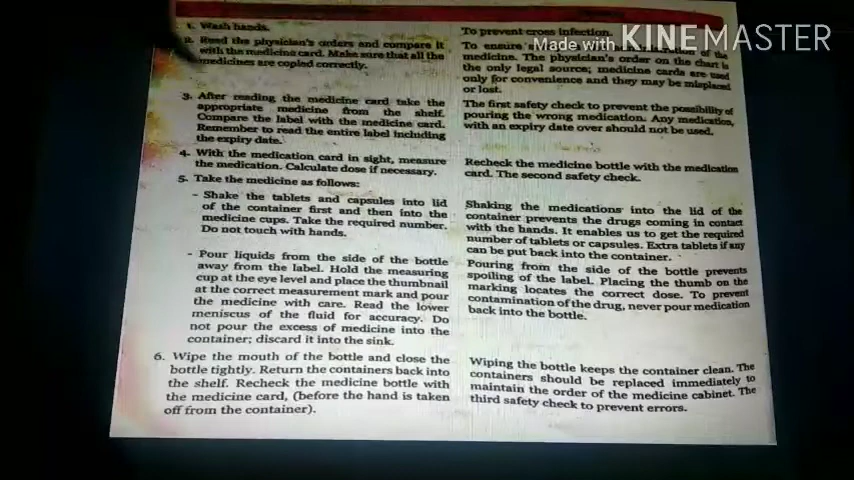 1. Wash hands.
2. Read the physician's orders and compare it
with the medicine card. Make sure that all the
medicines are copied correctly.
3. After reading the medicine card take the
appropriate medicine from the shelf.
Compare the label with the medicine card.
Remember to read the entire label including
the expiry date.
4. With the medication card in sight, measure
the medication. Calculate dose if necessary.
5. Take the medicine as follows:
- Shake the tablets and capsules into lid
of the container first and then into the
medicine cups. Take the required number.
Do not touch with hands.
- Pour liquids from the side of the bottle
away from the label. Hold the measuring
cup at the eye level and place the thumbnail
at the correct measurement mark and pour
the medicine with care. Read the lower
meniscus of the fluid for accuracy. Do
not pour the excess of medicine into the
container; discard it into the sink.
6. Wipe the mouth of the bottle and close the
bottle tightly. Return the containers back into
the shelf. Recheck the medicine bottle with
the medicine card, (before the hand is taken
off from the container).
To prevent cross infection.
To ensure of the
medicine. The physician's order on the chart is
the only legal source; medicine cards are used
only for convenience and they may be misplaced
or lost.
The first safety check to prevent the possibility of
pouring the wrong medication. Any medication,
with an expiry date over should not be used.
Recheck the medicine bottle with the medication
card. The second safety check.
Shaking the medications into the lid of the
container prevents the drugs coming in contact
with the hands. It enables us to get the required
number of tablets or capsules. Extra tablets if any
can be put back into the container.
Pouring from the side of the bottle prevents
spoiling of the label. Placing the thumb on the
marking locates the correct dose. To prevent
contamination of the drug, never pour medication
back into the bottle.
Wiping the bottle keeps the container clean. The
containers should be replaced immediately to
maintain the order of the medicine cabinet. The
third safety check to prevent errors.
Made with KINEMASTER